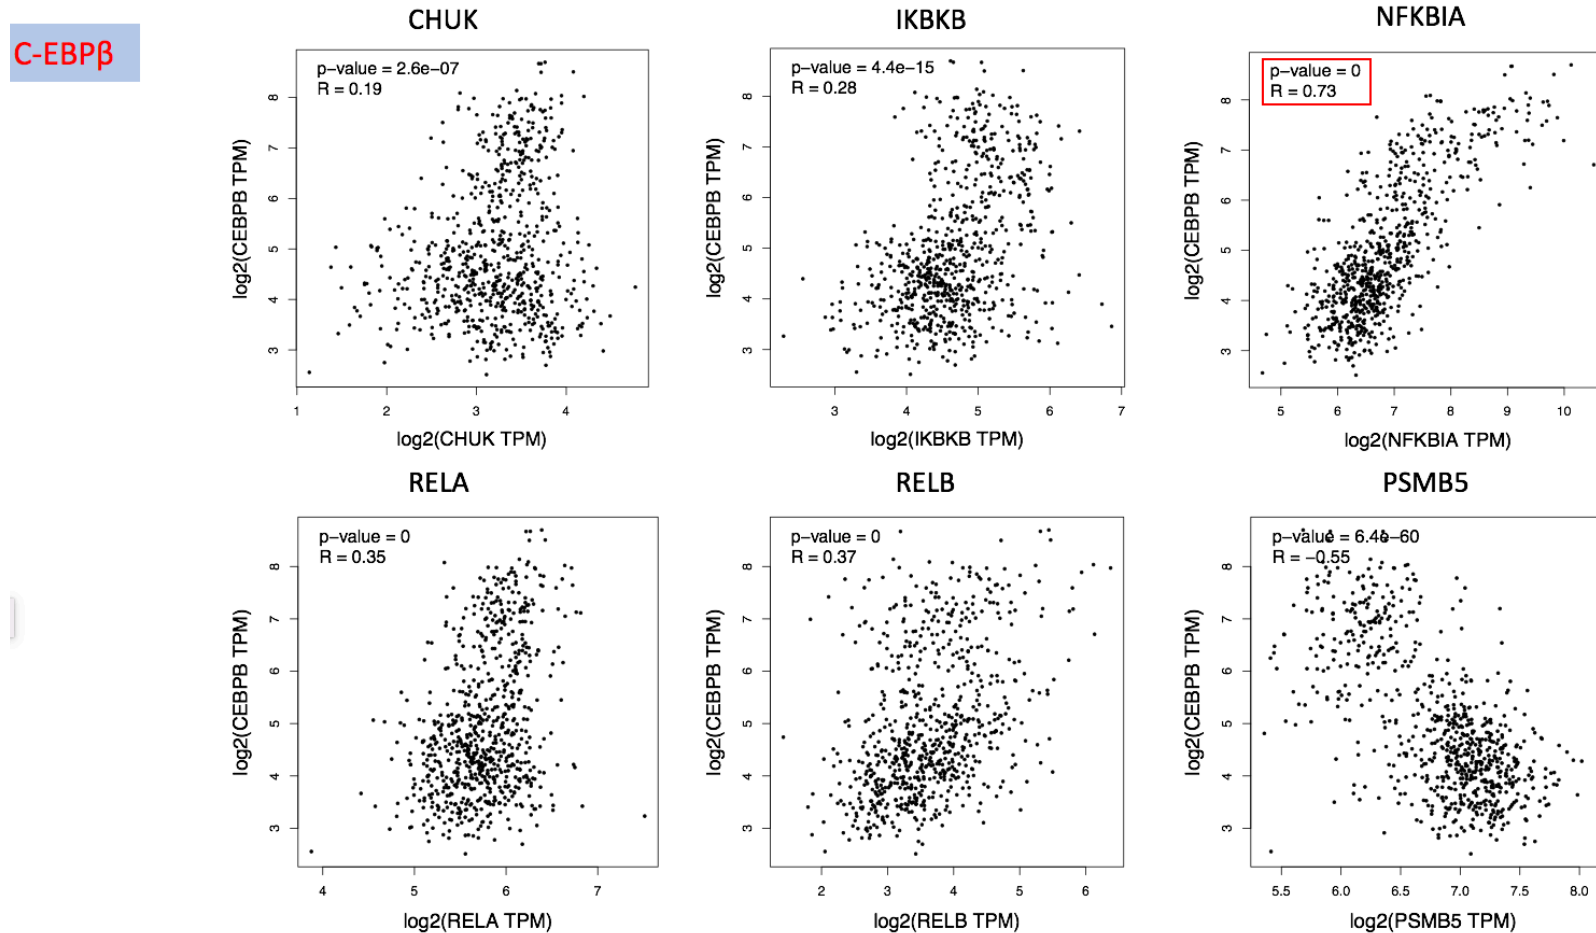 C-EBPβ
CHUK
p-value = 2.6e-07
R = 0.19
log2(CEBPB TPM)
3
4
5
6
7
8
1
2
3
4
log2(CHUK TPM)
IKBKB
p-value = 4.4e-15
R = 0.28
log2(CEBPB TPM)
3
4
5
6
7
8
3
4
5
6
7
log2(IKBKB TPM)
NFKBIA
p-value = 0
R = 0.73
log2(CEBPB TPM)
3
4
5
6
7
8
5
6
7
8
9
10
log2(NFKBIA TPM)
RELA
p-value = 0
R = 0.35
log2(CEBPB TPM)
3
4
5
6
7
8
4
5
6
7
log2(RELA TPM)
RELB
p-value = 0
R = 0.37
log2(CEBPB TPM)
3
4
5
6
7
8
2
3
4
5
6
log2(RELB TPM)
PSMB5
p-value = 6.4e-60
R = -0.55
log2(CEBPB TPM)
3
4
5
6
7
8
5.5
6.0
6.5
7.0
7.5
8.0
log2(PSMB5 TPM)